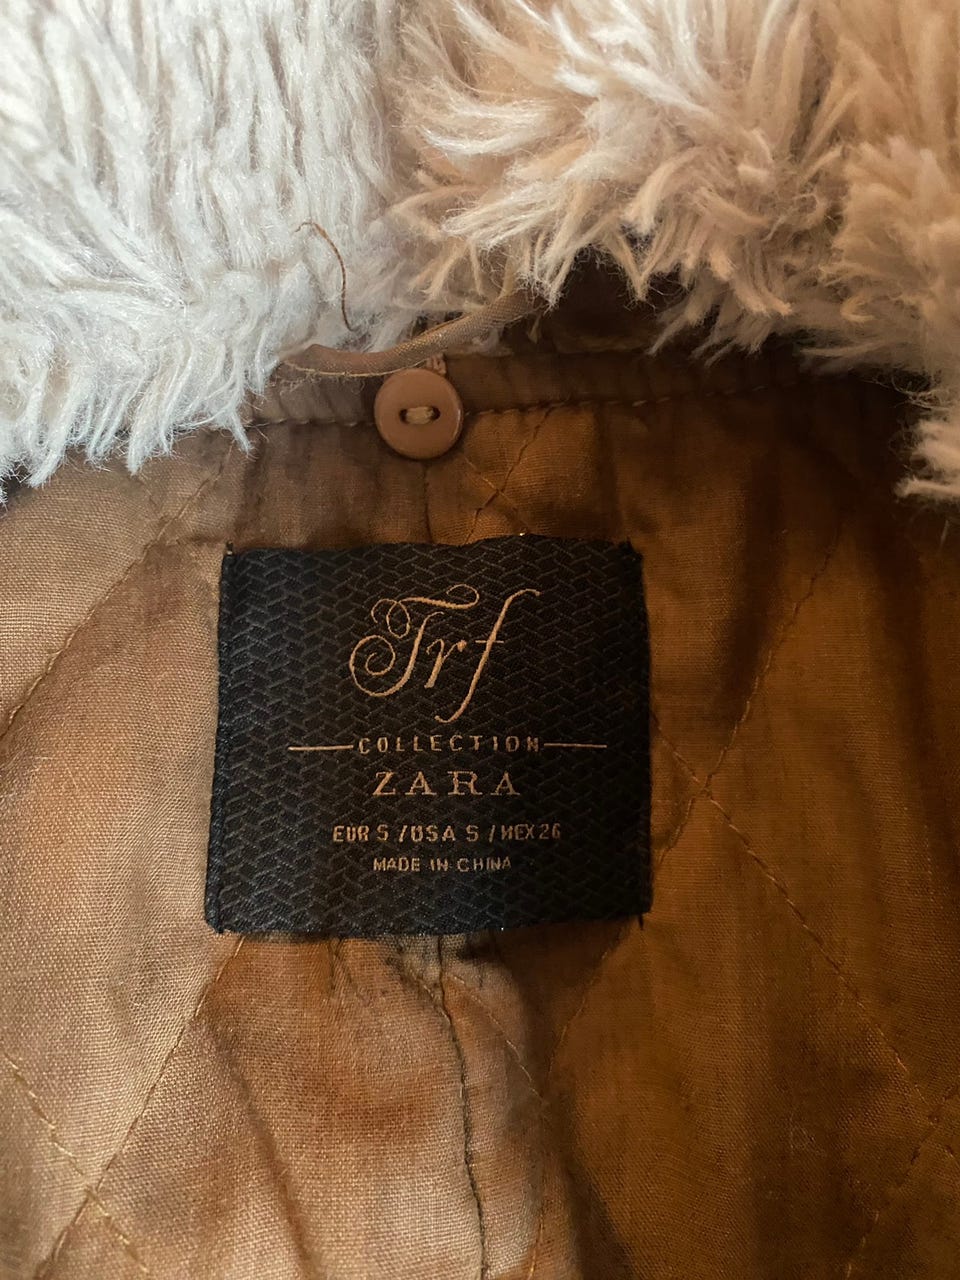 Trf
COLLECTION
ZARA
EUR S / USA S / MEX 26
MADE IN CHINA